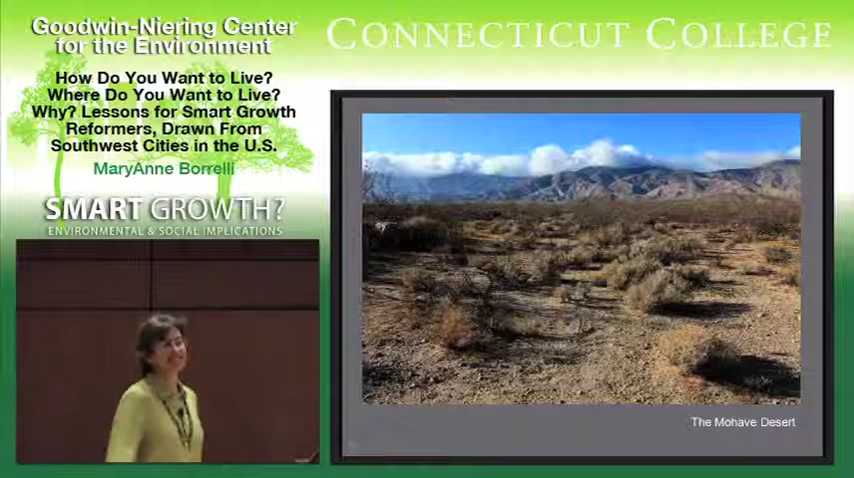 Goodwin-Niering Center
for the Environment
CONNECTICUT COLLEGE
How Do You Want to Live?
Where Do You Want to Live?
Why? Lessons for Smart Growth
Reformers, Drawn From
Southwest Cities in the U.S.
MaryAnne Borrelli
SMART GROWTH?
ENVIRONMENTAL & SOCIAL IMPLICATIONS
The Mohave Desert